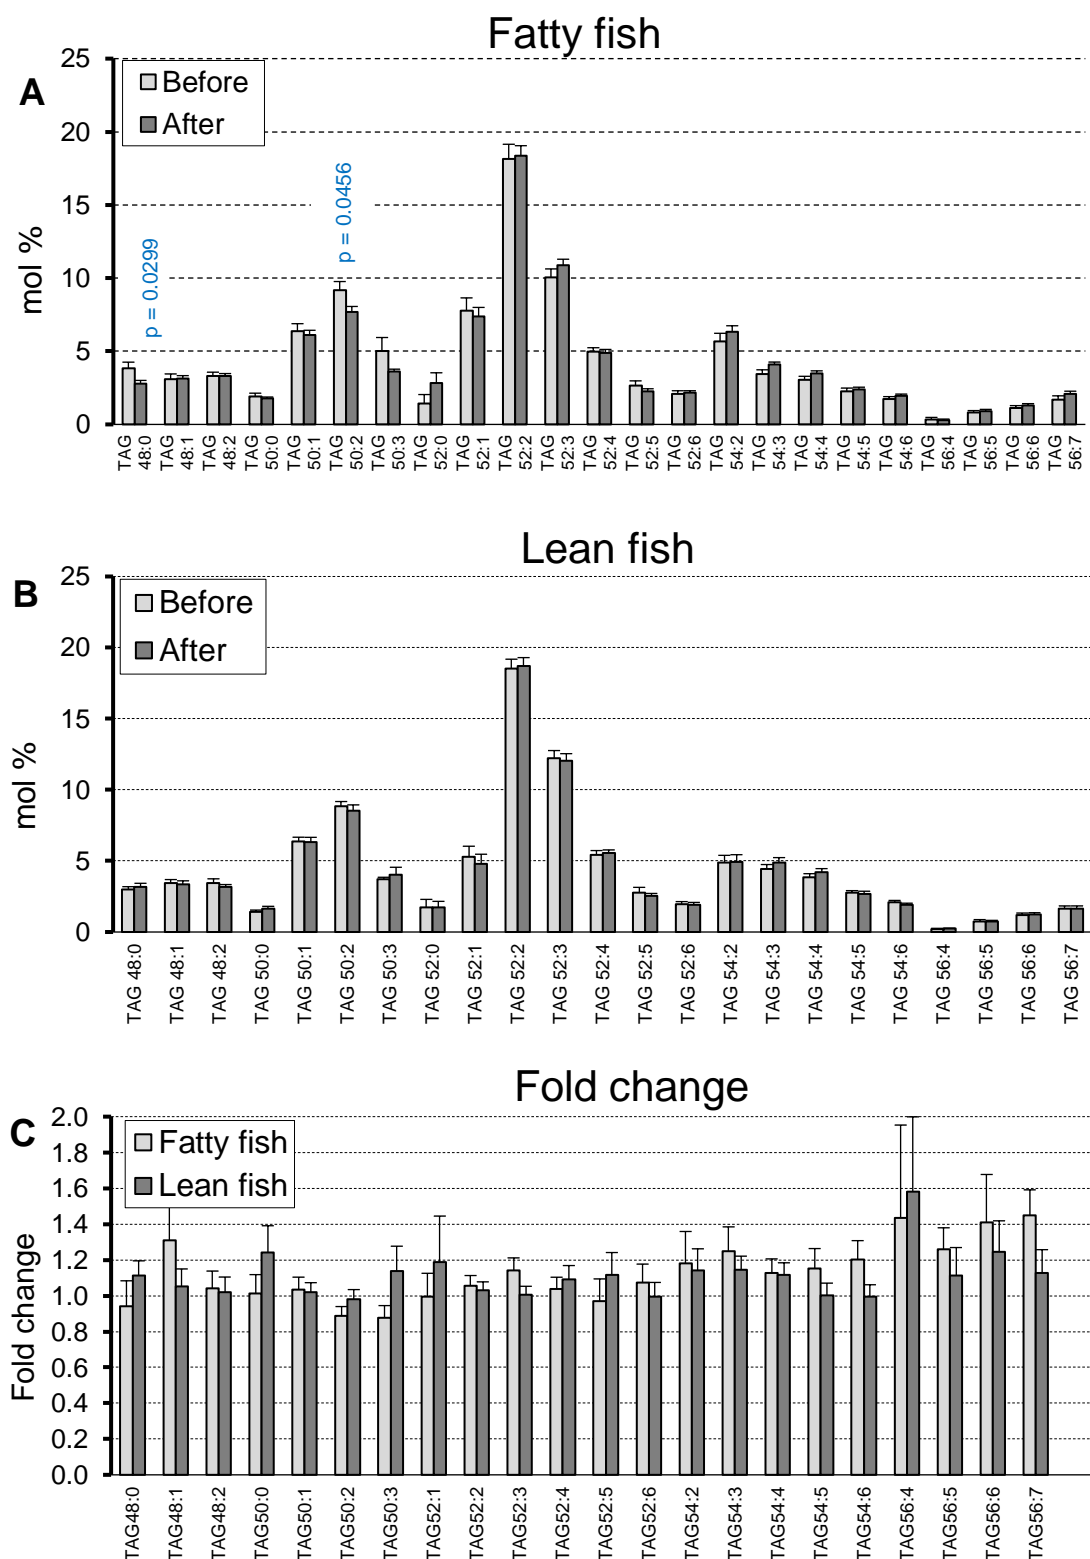 Fatty fish
A
25
20
15
10
5
0
mol %
Before
After
p = 0.0299
p = 0.0456
TAG 48:0
TAG 48:1
TAG 48:2
TAG 50:0
TAG 50:1
TAG 50:2
TAG 50:3
TAG 52:0
TAG 52:1
TAG 52:2
TAG 52:3
TAG 52:4
TAG 52:5
TAG 52:6
TAG 54:2
TAG 54:3
TAG 54:4
TAG 54:5
TAG 54:6
TAG 56:4
TAG 56:5
TAG 56:6
TAG 56:7
Lean fish
B
25
20
15
10
5
0
mol %
Before
After
TAG 48:0
TAG 48:1
TAG 48:2
TAG 50:0
TAG 50:1
TAG 50:2
TAG 50:3
TAG 52:0
TAG 52:1
TAG 52:2
TAG 52:3
TAG 52:4
TAG 52:5
TAG 52:6
TAG 54:2
TAG 54:3
TAG 54:4
TAG 54:5
TAG 54:6
TAG 56:4
TAG 56:5
TAG 56:6
TAG 56:7
Fold change
C
2.0
1.8
1.6
1.4
1.2
1.0
0.8
0.6
0.4
0.2
0.0
Fold change
Fatty fish
Lean fish
TAG48:0
TAG48:1
TAG48:2
TAG50:0
TAG50:1
TAG50:2
TAG50:3
TAG52:1
TAG52:2
TAG52:3
TAG52:4
TAG52:5
TAG52:6
TAG54:2
TAG54:3
TAG54:4
TAG54:5
TAG54:6
TAG56:4
TAG56:5
TAG56:6
TAG56:7